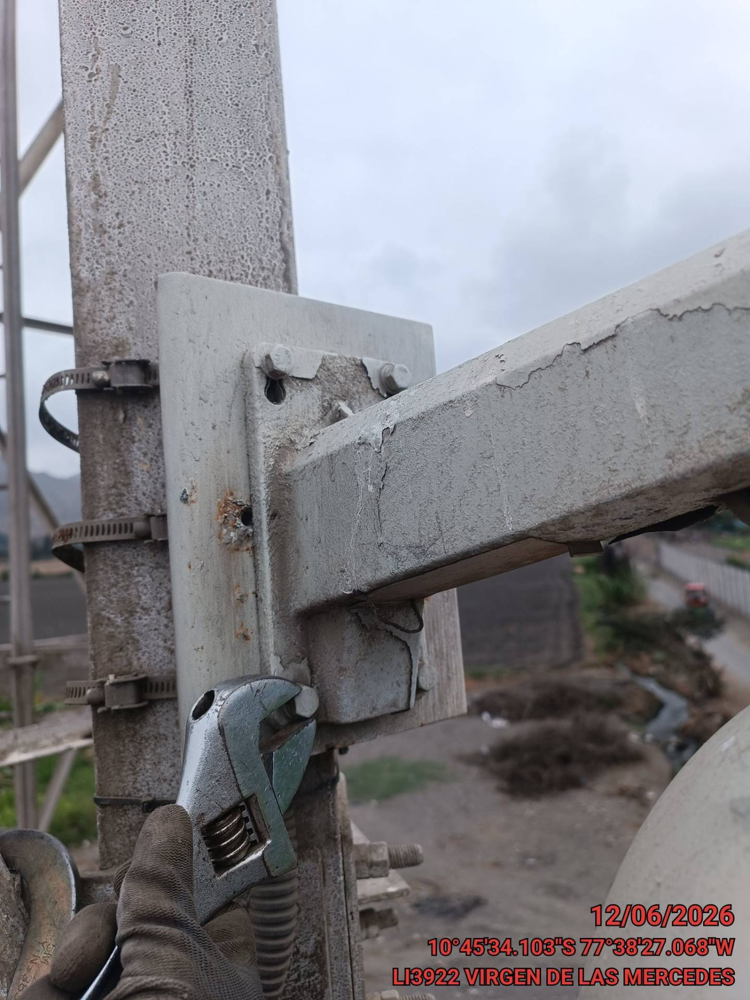 12/06/2026
10°45'34.103"S 77°38'27.068"W
LI3922 VIRGEN DE LAS MERCEDES